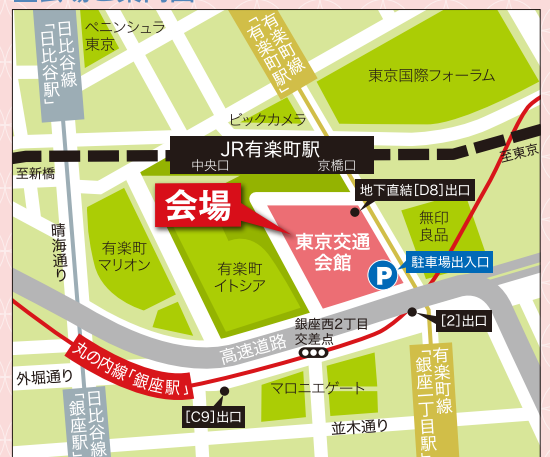 日比谷線
「日比谷駅」
ペニンシュラ
東京
有楽町線
「有楽町駅」
東京国際フォーラム
ビックカメラ
JR有楽町駅
中央口
京橋口
至新橋
至東京
会場
地下直結[D8]出口
晴海通り
有楽町
マリオン
有楽町
イトシア
東京交通
会館
無印
良品
P
駐車場出入口
高速道路
銀座西2丁目
交差点
[2]出口
丸の内線「銀座駅」
外堀通り
[C9]出口
マロニエゲート
並木通り
日比谷線
「銀座駅」
有楽町線
「銀座一丁目駅」